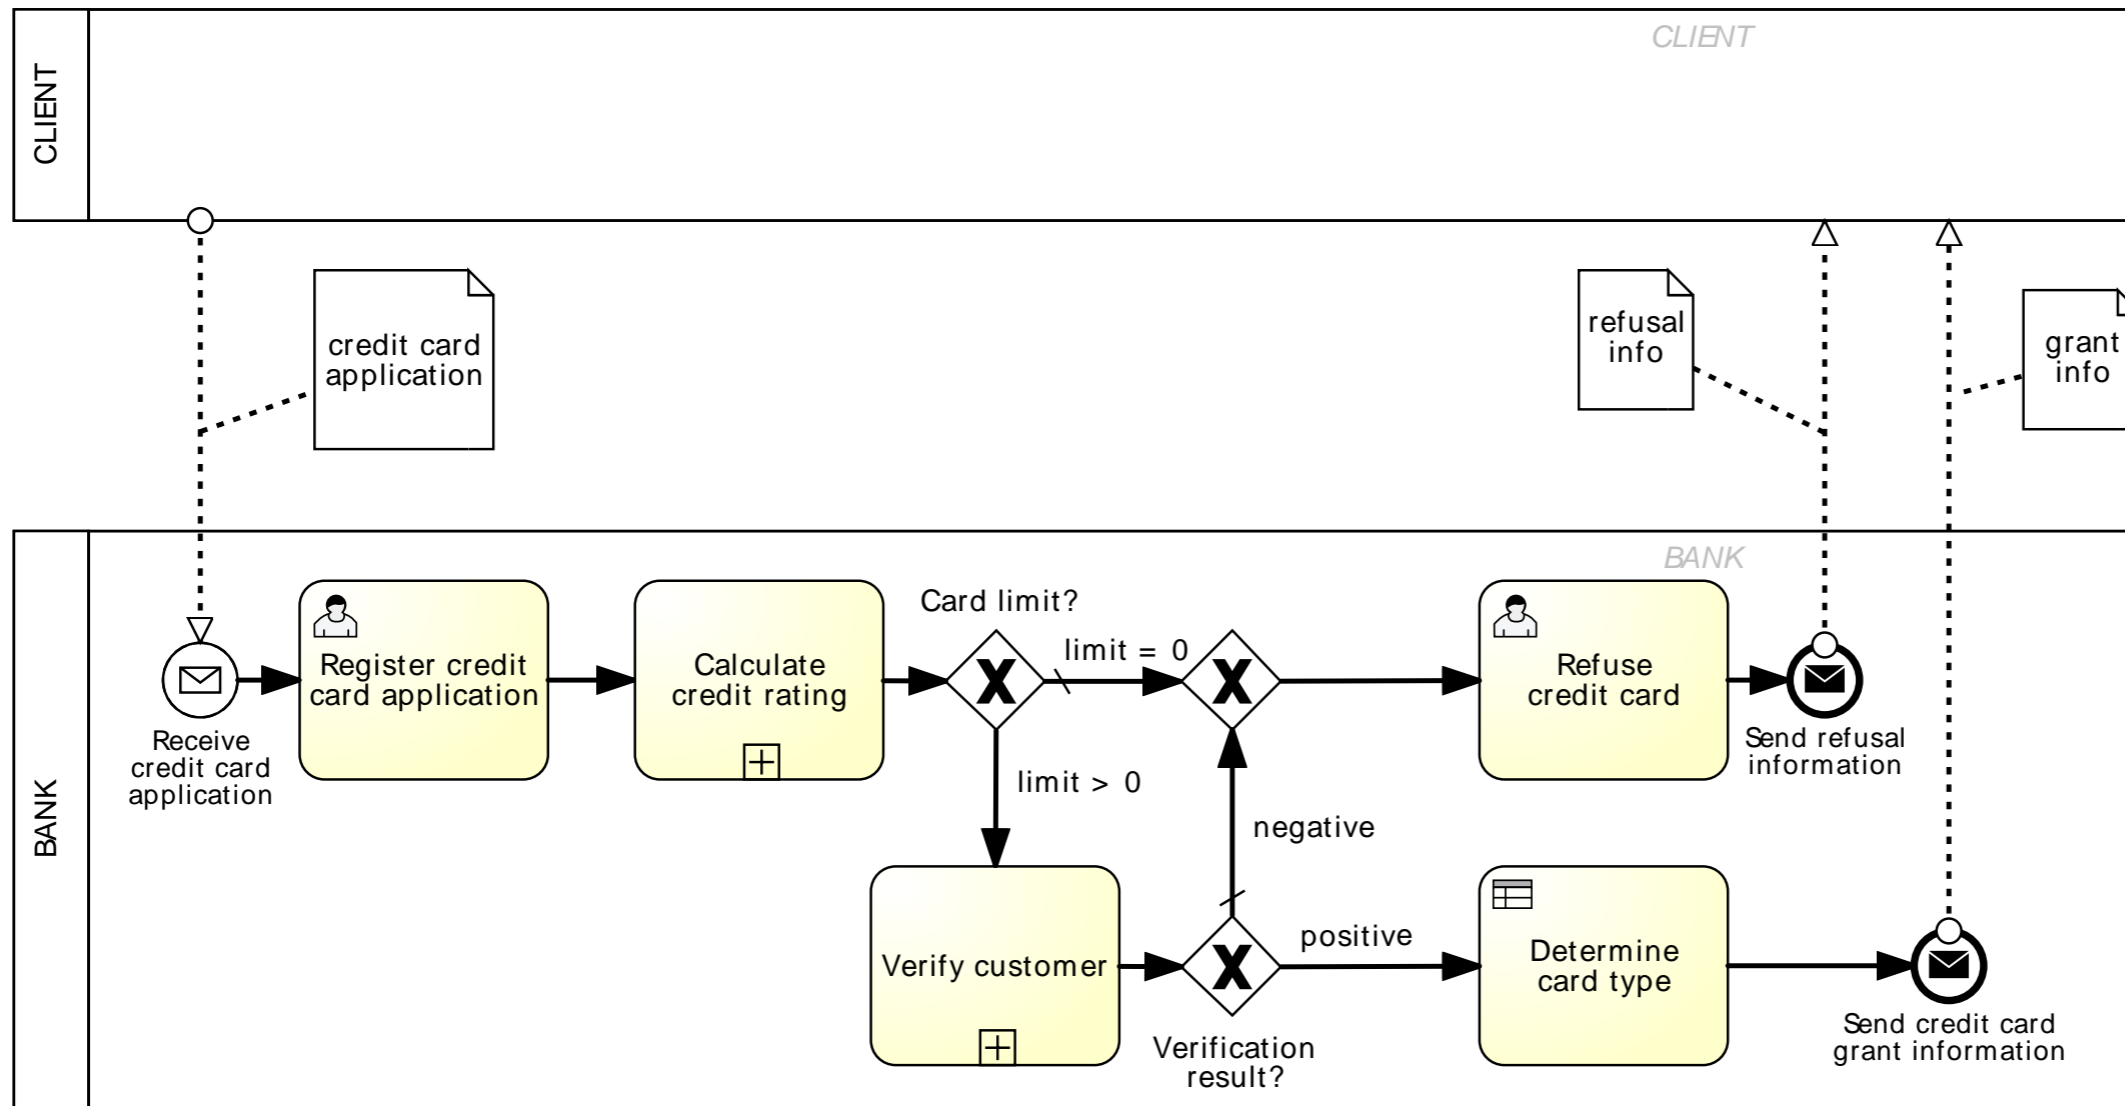 CLIENT
CLIENT
credit card
application
refusal
info
grant
info
BANK
BANK
Card limit?
limit = 0
limit > 0
Register credit
card application
Calculate
credit rating
Refuse
credit card
Receive
credit card
application
Send refusal
information
negative
positive
Verify customer
Determine
card type
Verification
result?
Send credit card
grant information